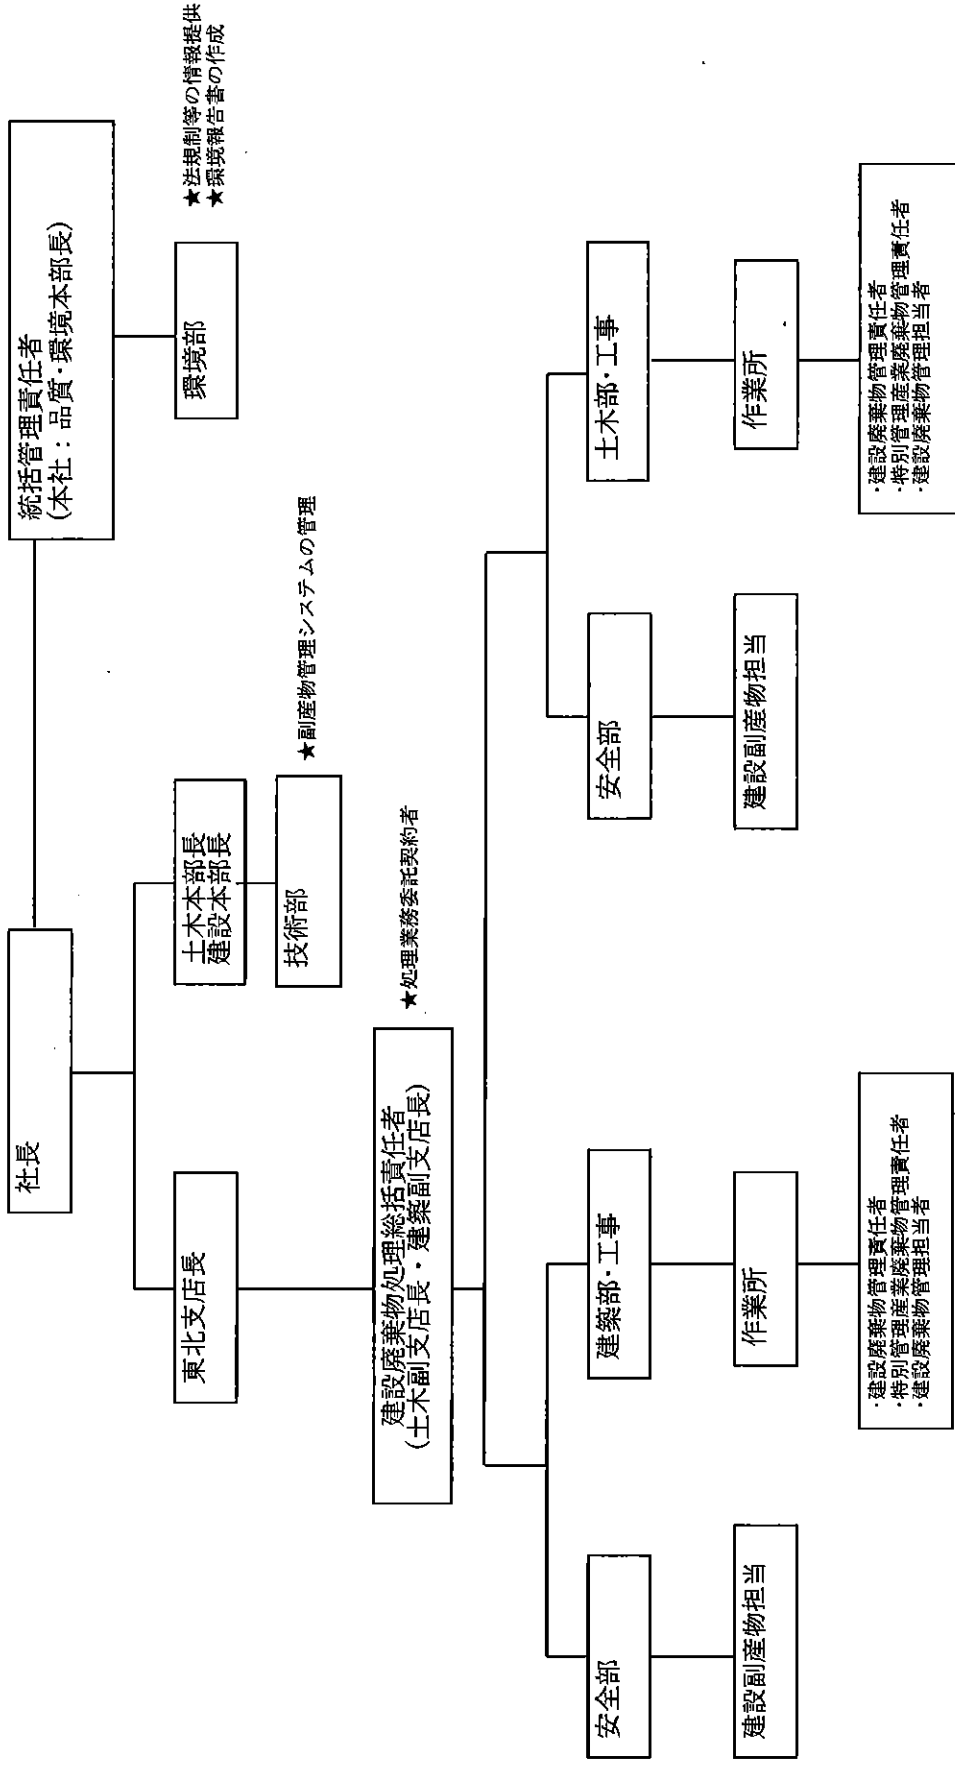 社長
統括管理責任者
(本社：品質・環境本部長)
東北支店長
土木本部長
建設本部長
環境部
★法規制等の情報提供
★環境報告書の作成
技術部
★副産物管理システムの管理
建設廃棄物処理総括責任者
(土木副支店長・建築副支店長)
★処理業務委託契約者
安全部
建築部・工事
安全部
土木部・工事
建設副産物担当
作業所
建設副産物担当
作業所
・建設廃棄物管理責任者
・特別管理産業廃棄物管理責任者
・建設廃棄物管理担当者
・建設廃棄物管理責任者
・特別管理産業廃棄物管理責任者
・建設廃棄物管理担当者